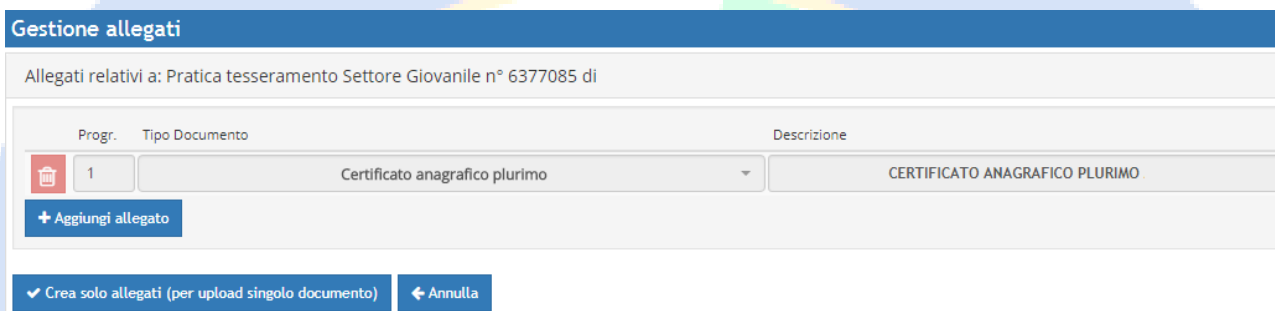 Gestione allegati
Allegati relativi a: Pratica tesseramento Settore Giovanile n° 6377085 di
Progr. Tipo Documento Descrizione
1 Certificato anagrafico plurimo CERTIFICATO ANAGRAFICO PLURIMO
Aggiungi allegato
Crea solo allegati (per upload singolo documento) Annulla